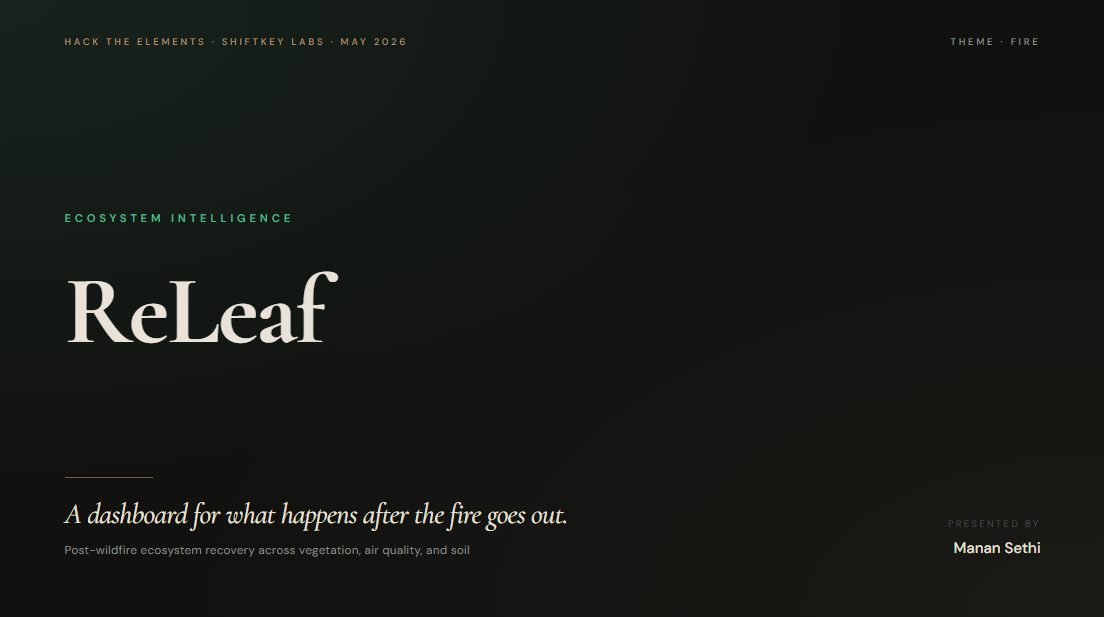 HACK THE ELEMENTS · SHIFTKEY LABS · MAY 2026
THEME · FIRE
ECOSYSTEM INTELLIGENCE
ReLeaf
A dashboard for what happens after the fire goes out.
Post-wildfire ecosystem recovery across vegetation, air quality, and soil
PRESENTED BY
Manan Sethi